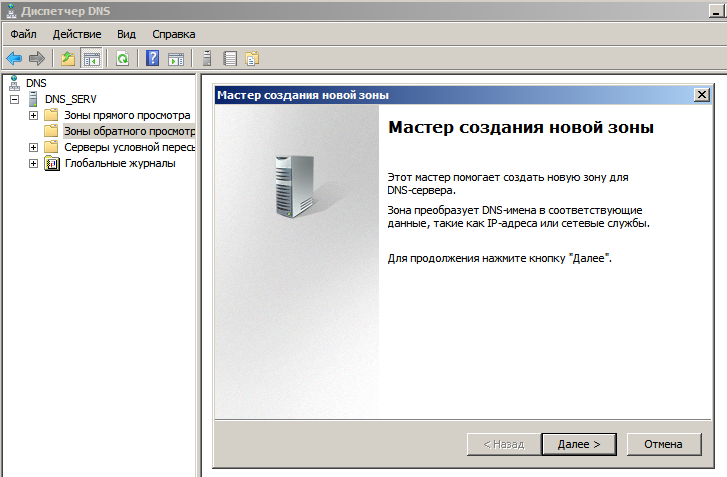 Диспетчер DNS
Файл Действие Вид Справка
DNS
DNS_SERV
Зоны прямого просмотра
Зоны обратного просмотр
Серверы условной пересы
Глобальные журналы
Мастер создания новой зоны
Мастер создания новой зоны
Этот мастер помогает создать новую зону для
DNS-сервера.
Зона преобразует DNS-имена в соответствующие
данные, такие как IP-адреса или сетевые службы.
Для продолжения нажмите кнопку "Далее".
< Назад Далее > Отмена